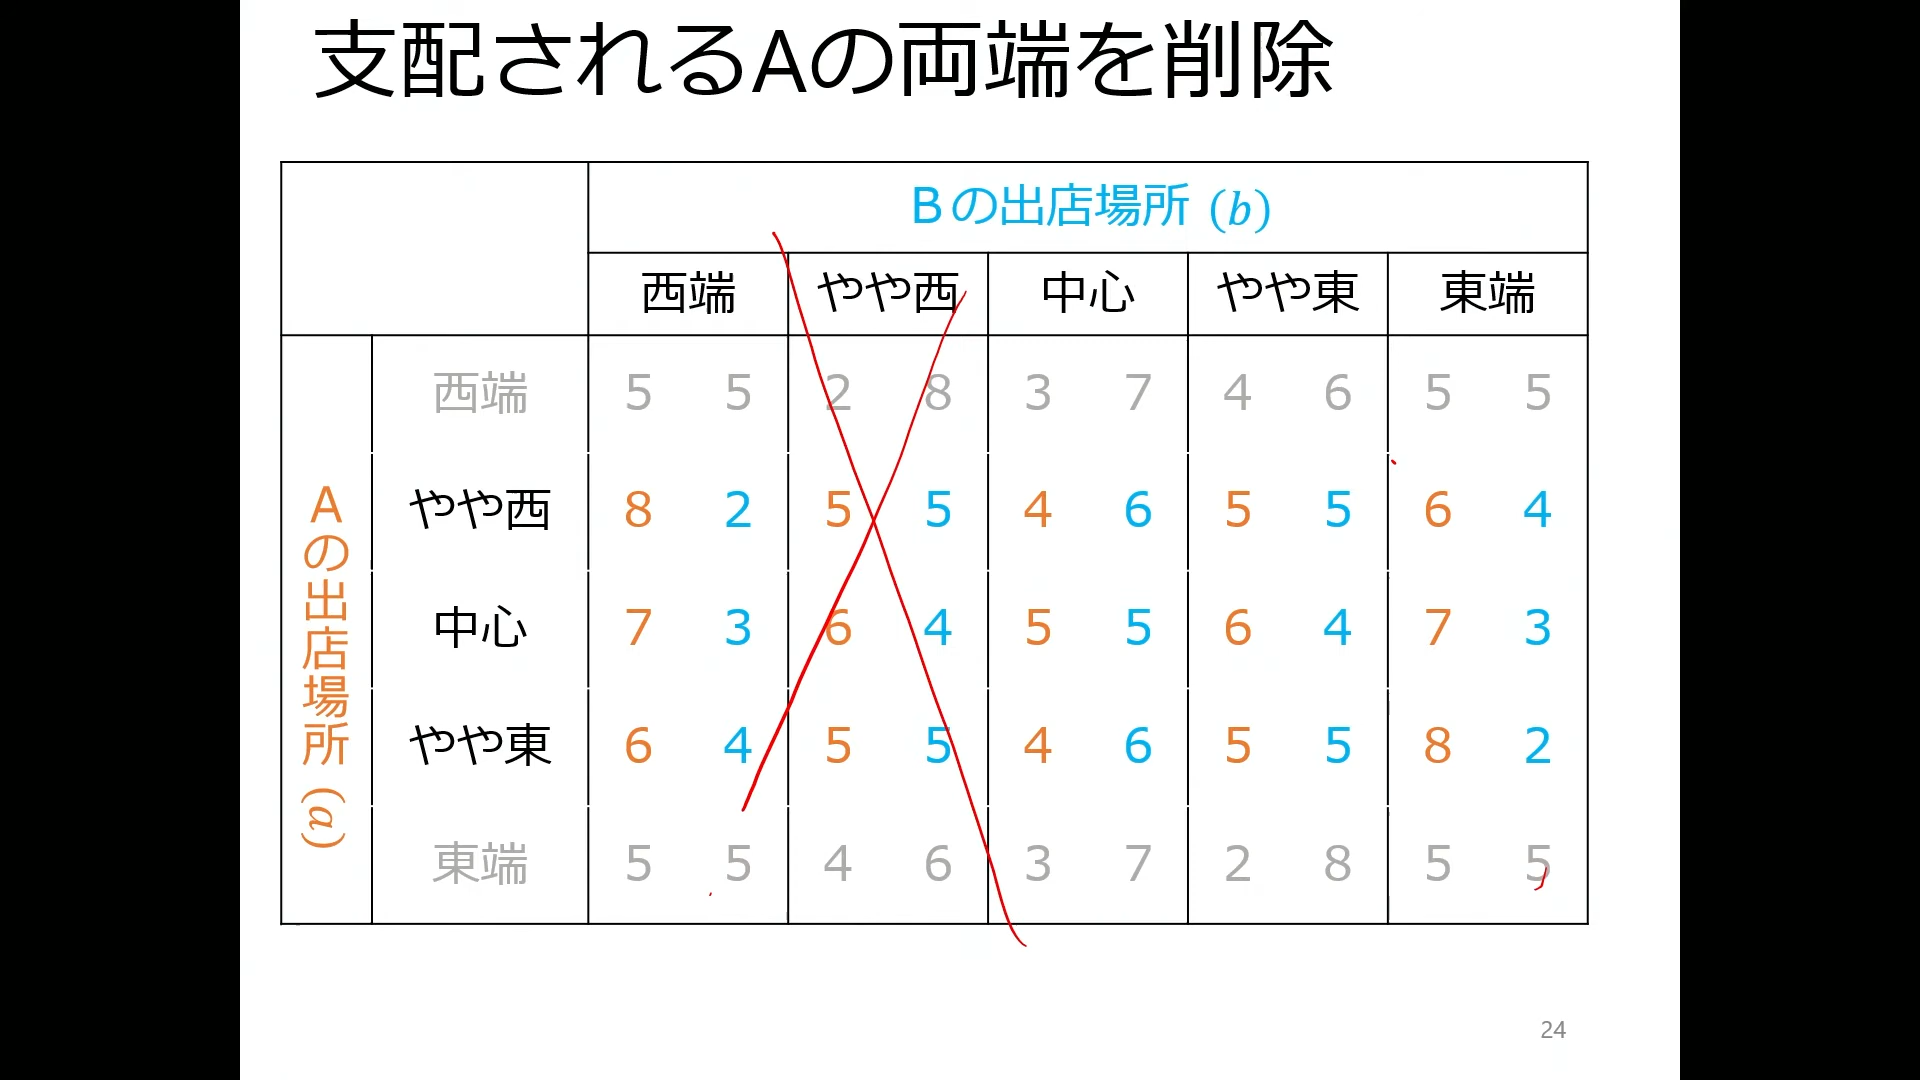 支配されるAの両端を削除
Bの出店場所 (b)
西端 やや西 中心 やや東 東端
Aの出店場所 (a)
西端 5 5 2 8 3 7 4 6 5 5
やや西 8 2 5 5 4 6 5 5 6 4
中心 7 3 6 4 5 5 6 4 7 3
やや東 6 4 5 5 4 6 5 5 8 2
東端 5 5 4 6 3 7 2 8 5 5
24